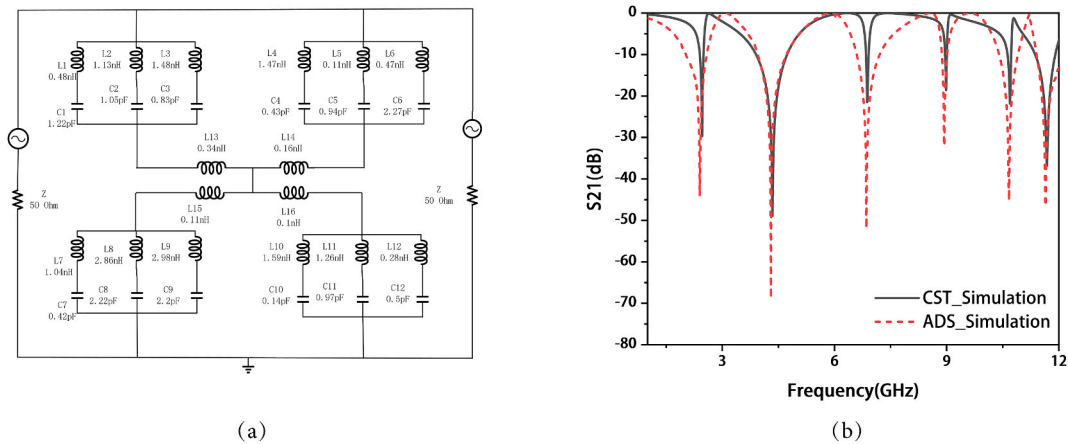 L1
0.48nH
L2
1.13nH
L3
1.48nH
C1
1.22pF
C2
1.05pF
C3
0.83pF
L4
1.47nH
L5
0.11nH
L6
0.47nH
C4
0.43pF
C5
0.94pF
C6
2.27pF
L13
0.34nH
L14
0.16nH
Z
50 Ohm
Z
50 Ohm
L15
0.11nH
L16
0.1nH
L7
1.04nH
L8
2.86nH
L9
2.98nH
C7
0.42pF
C8
2.22pF
C9
2.2pF
L10
1.59nH
L11
1.26nH
L12
0.28nH
C10
0.14pF
C11
0.97pF
C12
0.5pF
(a)
S21(dB)
0
-10
-20
-30
-40
-50
-60
-70
-80
3
6
9
12
CST_Simulation
ADS_Simulation
Frequency(GHz)
(b)